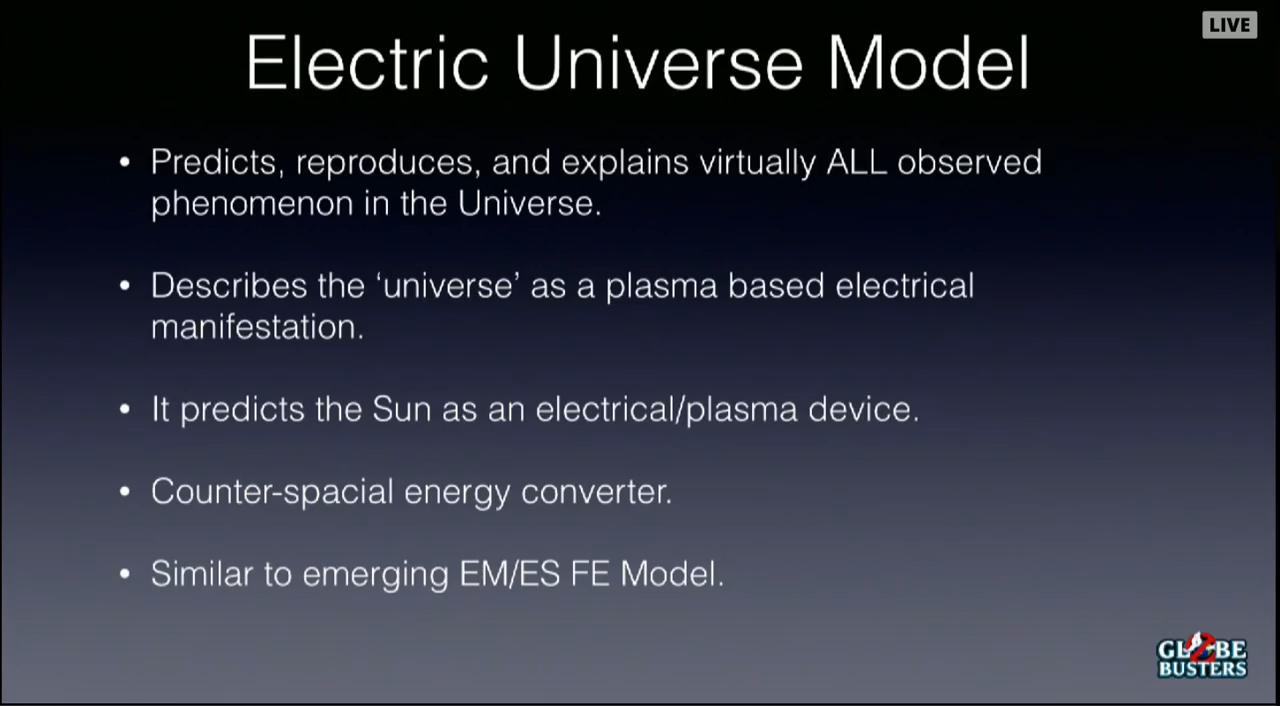 LIVE
Electric Universe Model
• Predicts, reproduces, and explains virtually ALL observed
phenomenon in the Universe.
• Describes the ‘universe’ as a plasma based electrical
manifestation.
• It predicts the Sun as an electrical/plasma device.
• Counter-spacial energy converter.
• Similar to emerging EM/ES FE Model.
GLOBE
BUSTERS